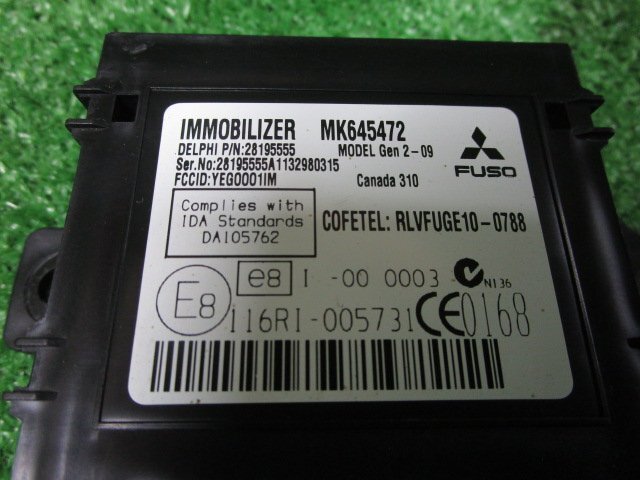 IMMOBILIZER MK645472
DELPHI P/N:28195555 MODEL Gen 2-09
Ser.No:28195555A1132980315
FCCID:YEGOOO1IM Canada 310
FUSO
Complies with
IDA Standards
DA105762
COFETEL: RLVFUGE10-0788
E8
e8 I -00 0003
N136
116RI-005731 CE0168